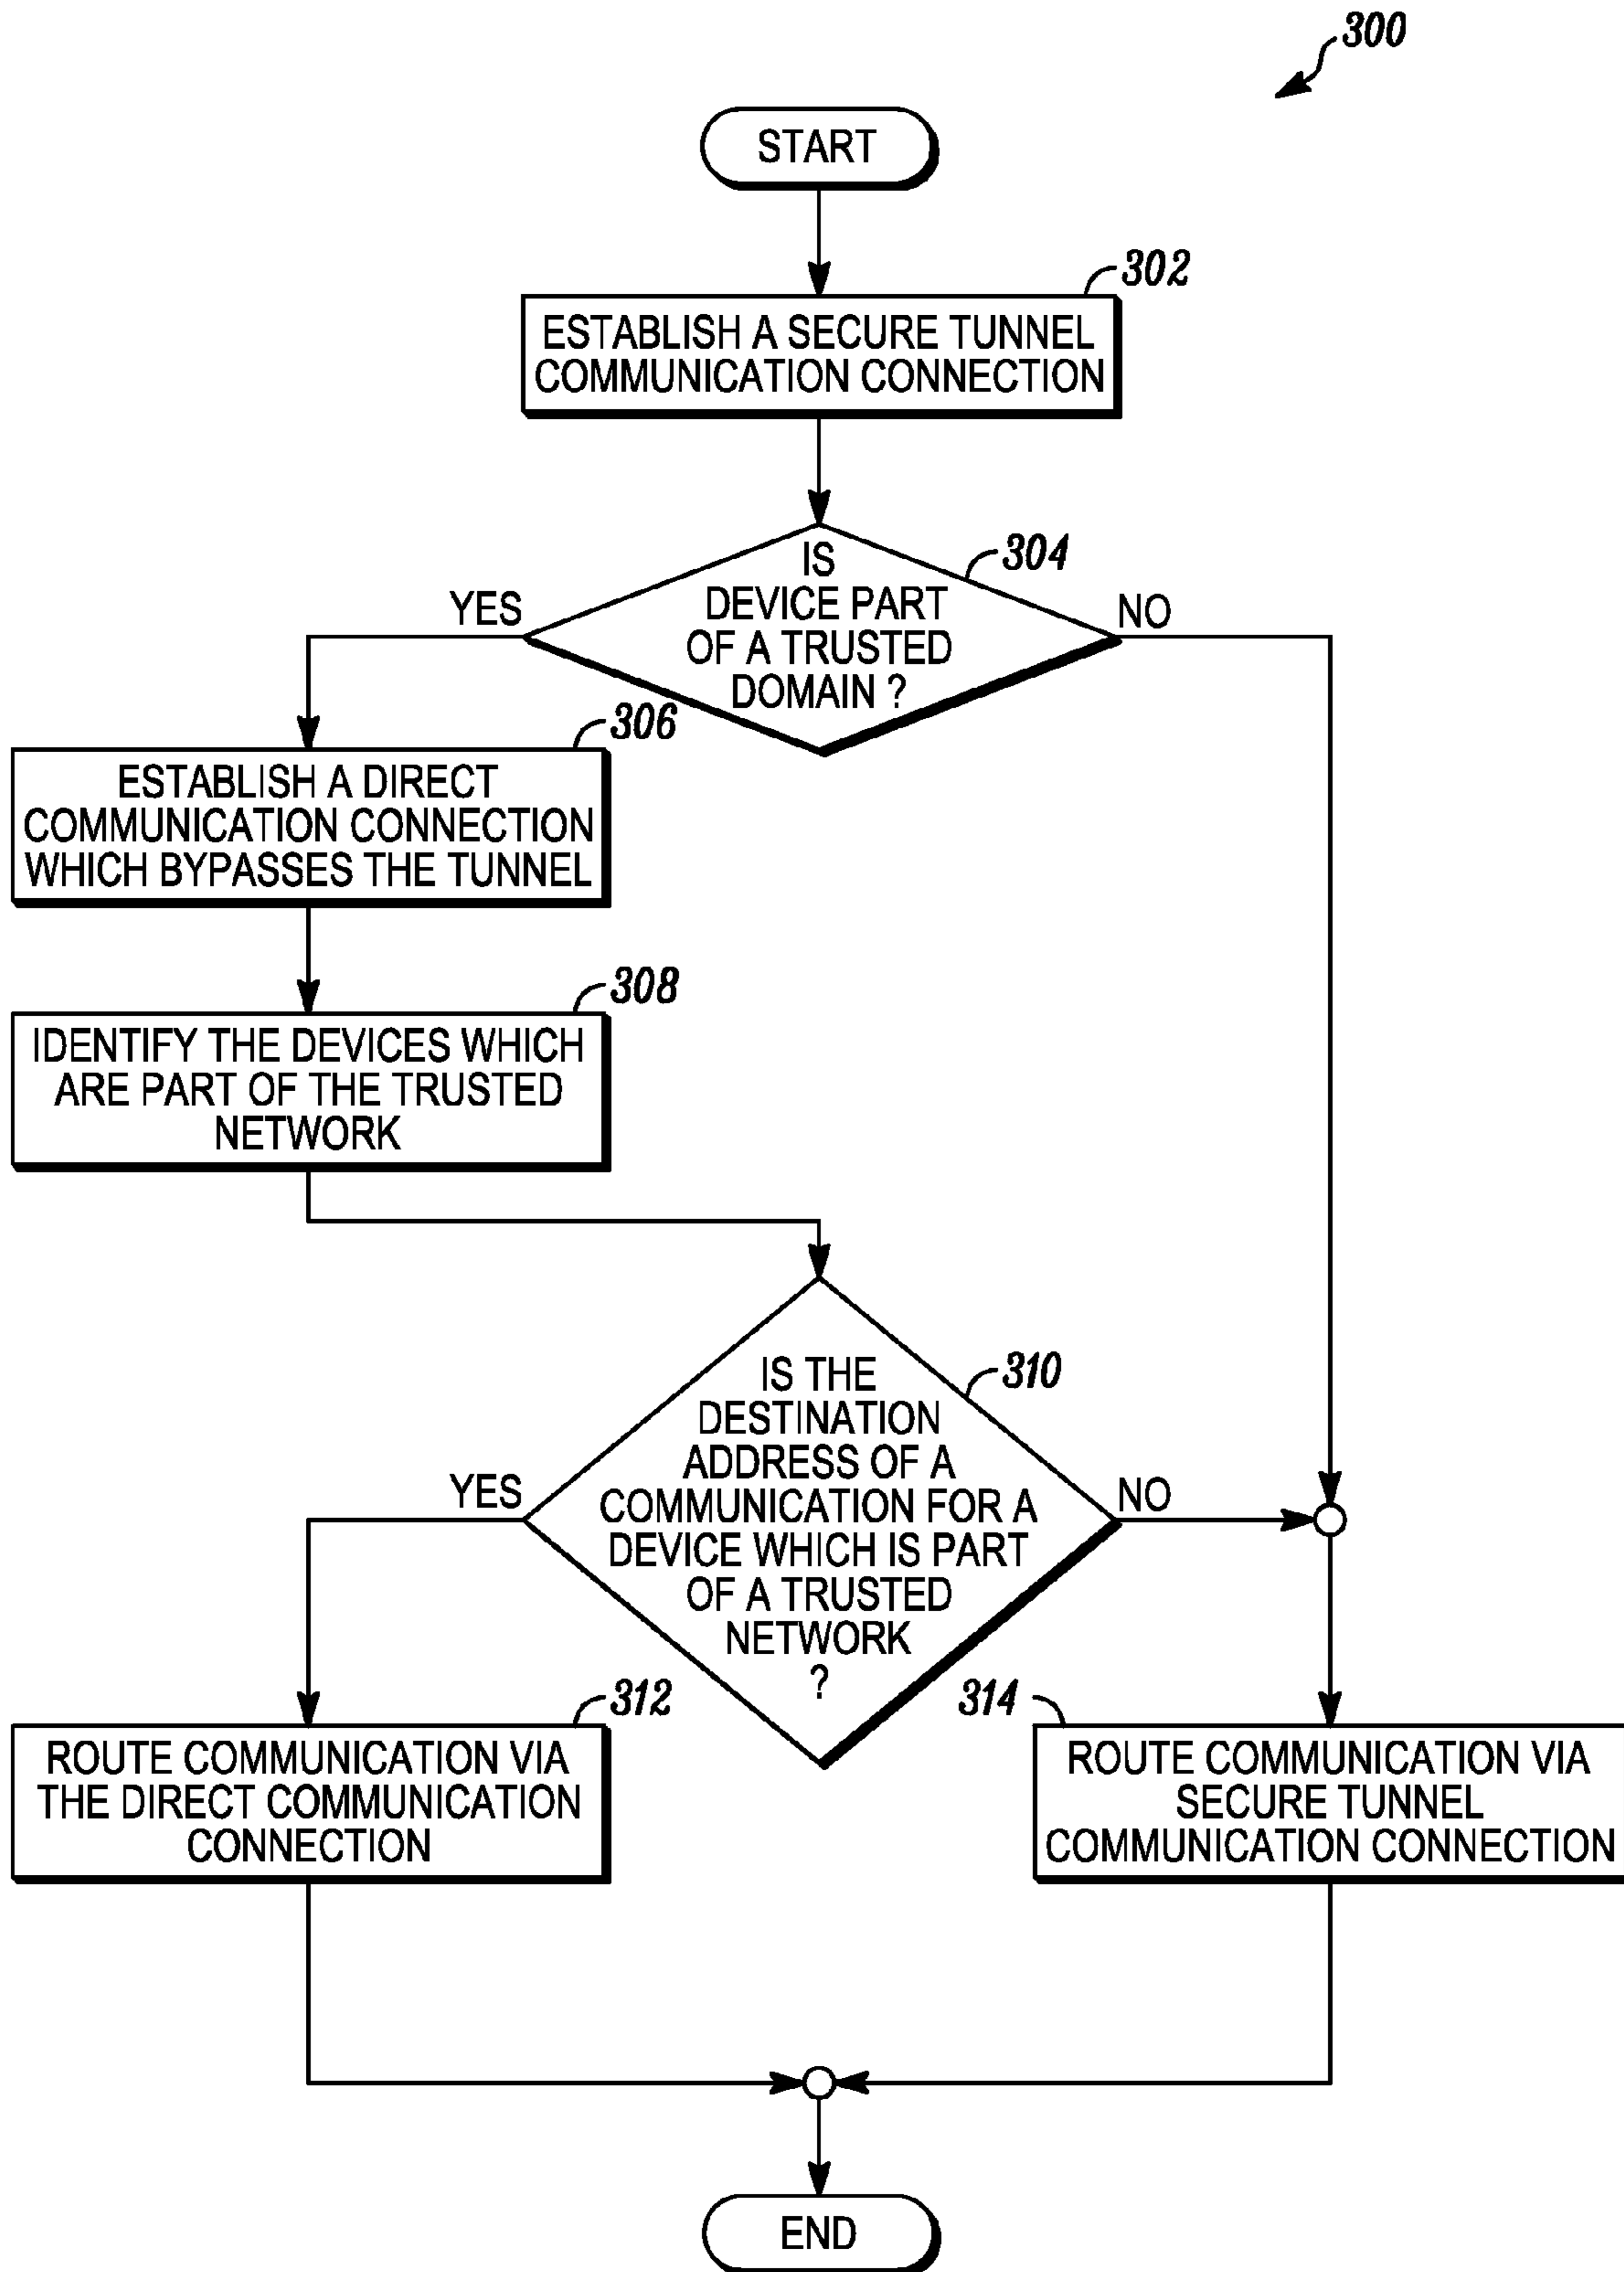 300
START
302
ESTABLISH A SECURE TUNNEL
COMMUNICATION CONNECTION
304
IS
DEVICE PART
OF A TRUSTED
DOMAIN ?
YES
NO
306
ESTABLISH A DIRECT
COMMUNICATION CONNECTION
WHICH BYPASSES THE TUNNEL
308
IDENTIFY THE DEVICES WHICH
ARE PART OF THE TRUSTED
NETWORK
310
IS THE
DESTINATION
ADDRESS OF A
COMMUNICATION FOR A
DEVICE WHICH IS PART
OF A TRUSTED
NETWORK
?
YES
NO
312
ROUTE COMMUNICATION VIA
THE DIRECT COMMUNICATION
CONNECTION
314
ROUTE COMMUNICATION VIA
SECURE TUNNEL
COMMUNICATION CONNECTION
END